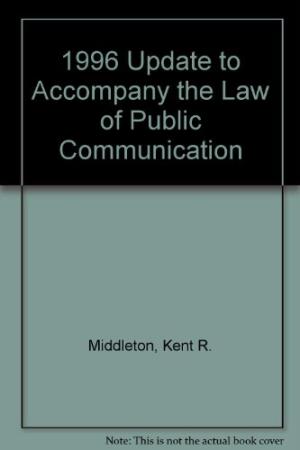 1996 Update to
Accompany the Law
of Public
Communication
Middleton, Kent R.
Note: This is not the actual book cover